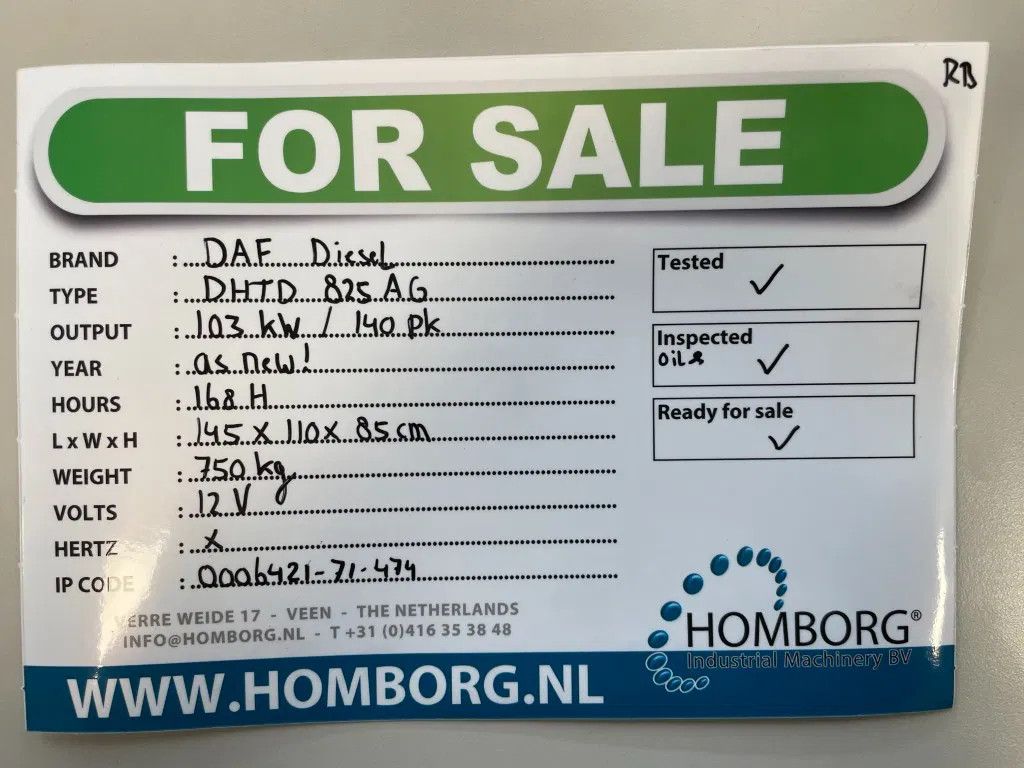 RB
FOR SALE
BRAND : DAF Diesel
TYPE : DHTD 825 AG
OUTPUT : 103 kW / 140 pk
YEAR : as new!
HOURS : 168 H
L x W x H : 145 x 110 x 85 cm
WEIGHT : 750 kg
VOLTS : 12 V
HERTZ : x
IP CODE : 0006421-71-474
Tested ✓
Inspected
oils ✓
Ready for sale
✓
WEIDE 17 - VEEN - THE NETHERLANDS
INFO@HOMBORG.NL - T +31 (0)416 35 38 48
HOMBORG®
Industrial Machinery BV
WWW.HOMBORG.NL